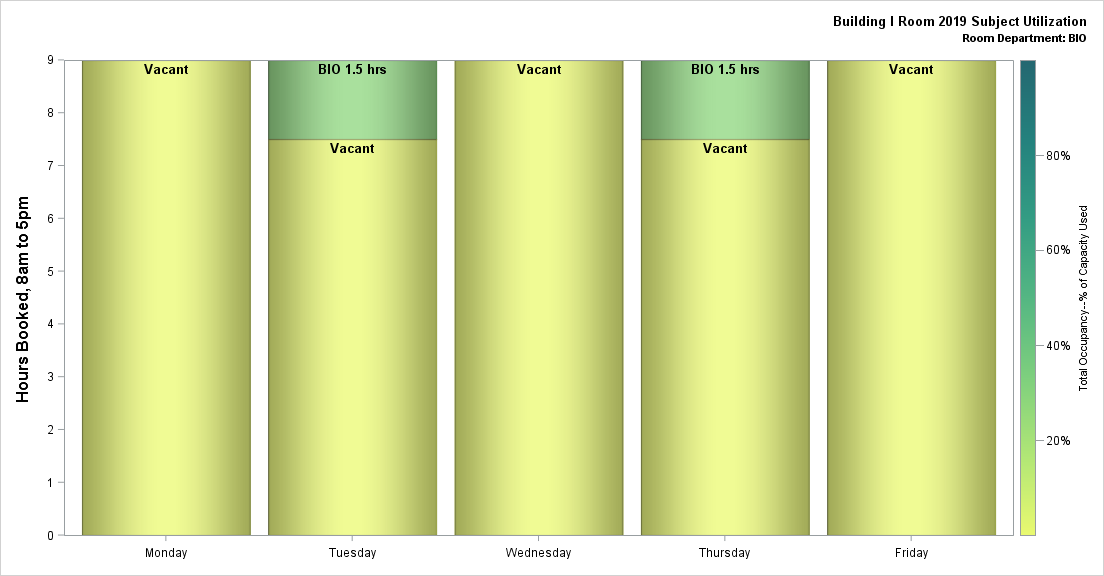 Building I Room 2019 Subject Utilization
Room Department: BIO
Hours Booked, 8am to 5pm
9
8
7
6
5
4
3
2
1
0
Vacant
BIO 1.5 hrs
Vacant
Vacant
BIO 1.5 hrs
Vacant
Vacant
Monday
Tuesday
Wednesday
Thursday
Friday
80%
60%
40%
20%
Total Occupancy--% of Capacity Used